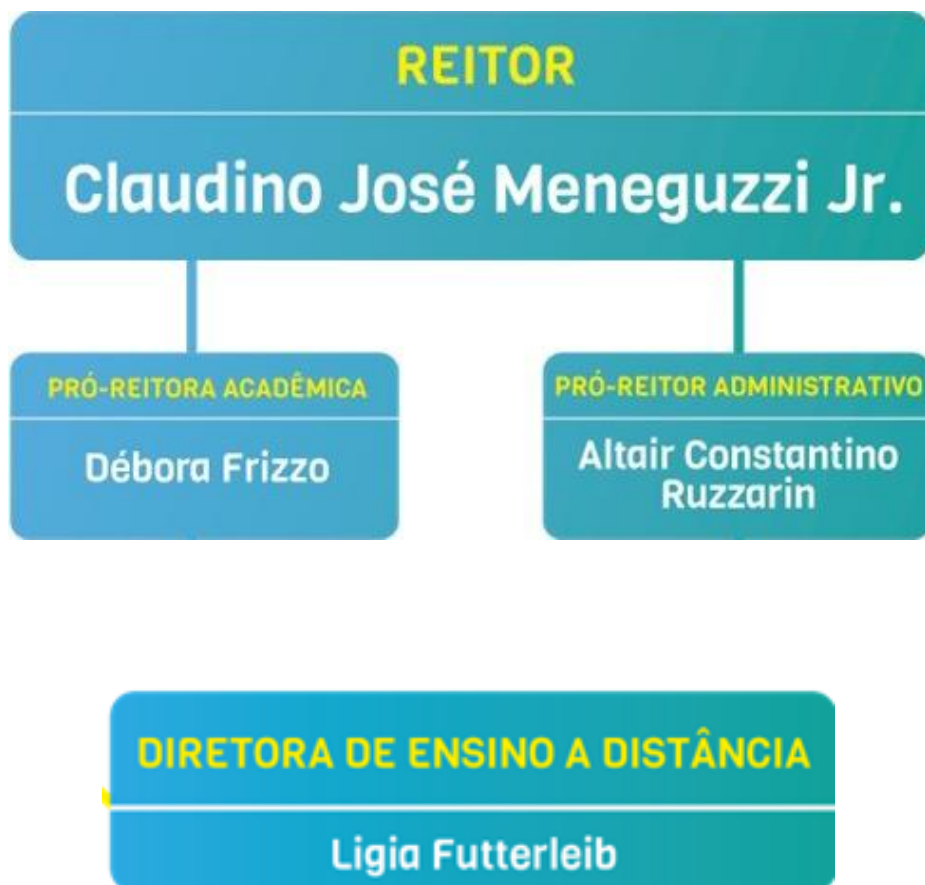 REITOR
Claudino José Meneguzzi Jr.
PRÓ-REITORA ACADÊMICA
Débora Frizzo
PRÓ-REITOR ADMINISTRATIVO
Altair Constantino
Ruzzarin
DIRETORA DE ENSINO A DISTÂNCIA
Ligia Futterleib